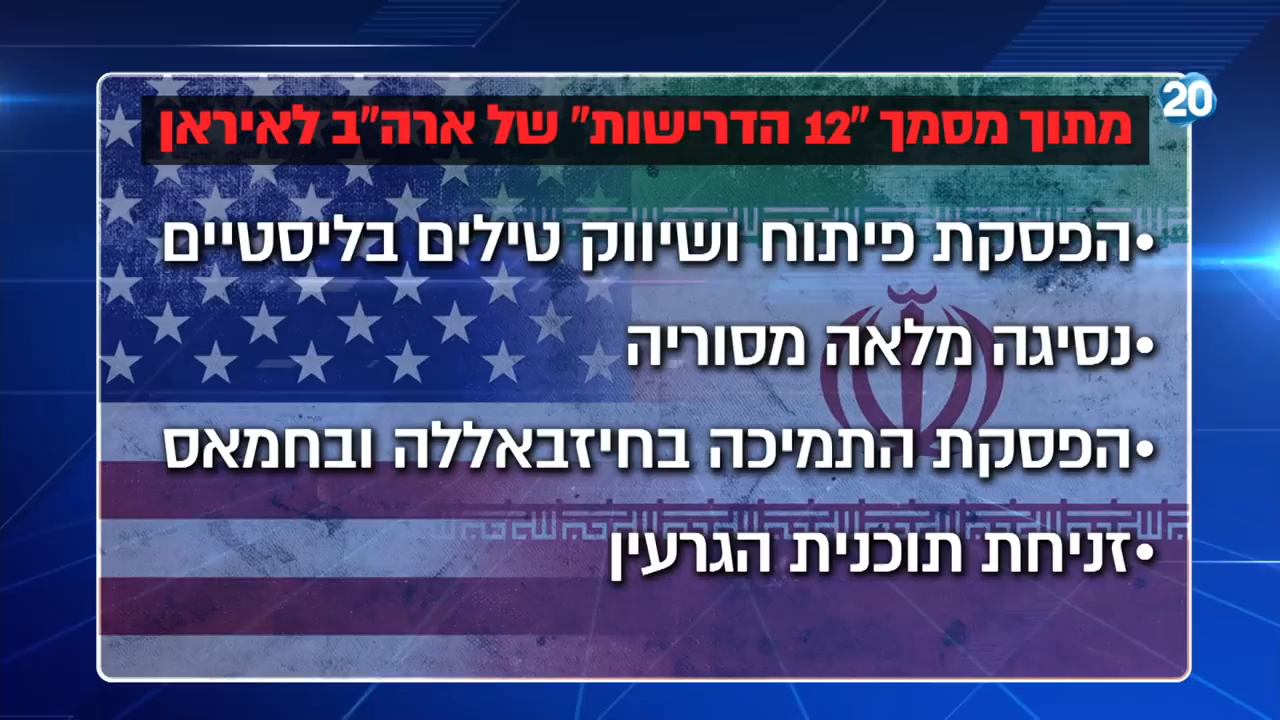 20
מתוך מסמך "12 הדרישות" של ארה"ב לאיראן
•הפסקת פיתוח ושיווק טילים בליסטיים
•נסיגה מלאה מסוריה
•הפסקת התמיכה בחיזבאללה ובחמאס
•זניחת תוכנית הגרעין